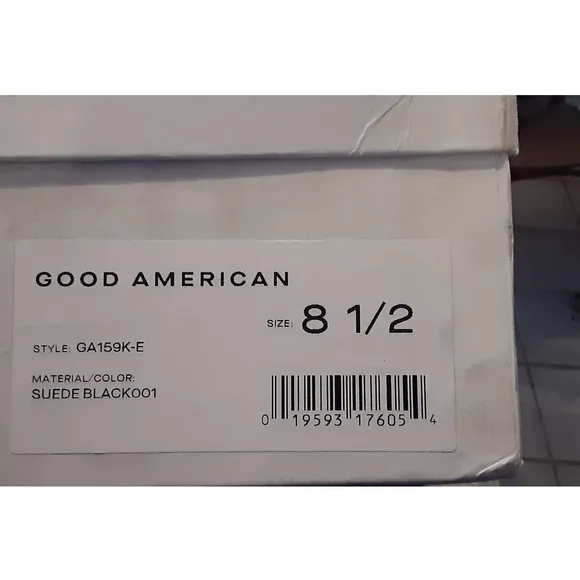 GOOD AMERICAN
SIZE: 8 1/2
STYLE: GA159K-E
MATERIAL/COLOR:
SUEDE BLACK001
0 19593 17605 4